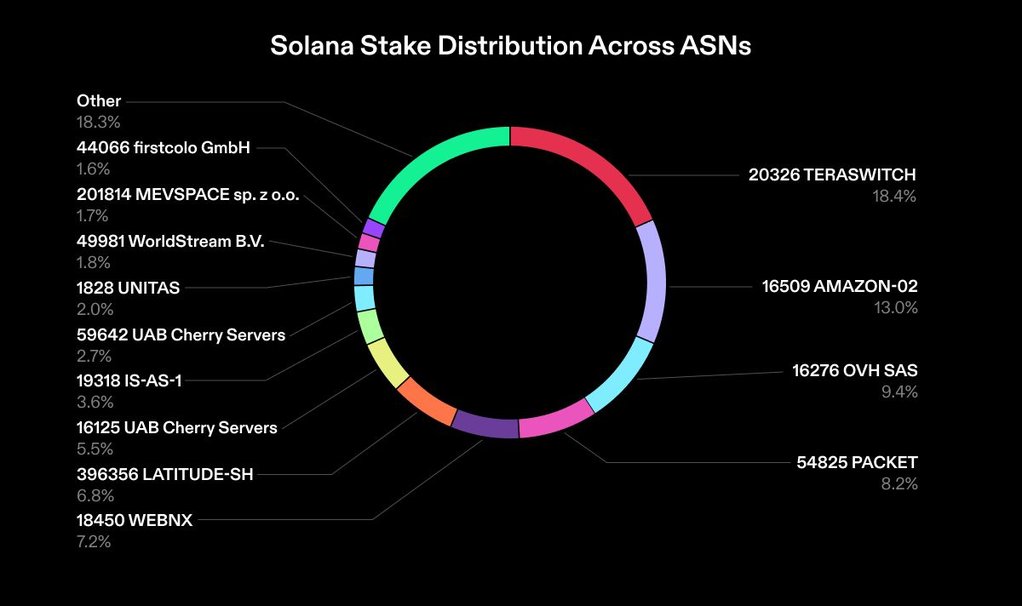 Solana Stake Distribution Across ASNs
Other
18.3%
44066 firstcolo GmbH
1.6%
201814 MEVSPACE sp. z o.o.
1.7%
49981 WorldStream B.V.
1.8%
1828 UNITAS
2.0%
59642 UAB Cherry Servers
2.7%
19318 IS-AS-1
3.6%
16125 UAB Cherry Servers
5.5%
396356 LATITUDE-SH
6.8%
18450 WEBNX
7.2%
20326 TERASWITCH
18.4%
16509 AMAZON-02
13.0%
16276 OVH SAS
9.4%
54825 PACKET
8.2%